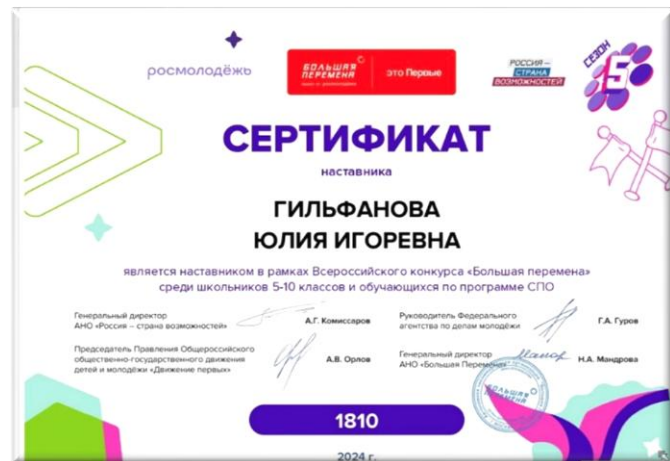 росмолодёжь
БОЛЬШАЯ ПЕРЕМЕНА
это Первые
РОССИЯ –
СТРАНА
ВОЗМОЖНОСТЕЙ
СЕЗОН
5
СЕРТИФИКАТ
наставника
ГИЛЬФАНОВА
ЮЛИЯ ИГОРЕВНА
является наставником в рамках Всероссийского конкурса «Большая перемена»
среди школьников 5-10 классов и обучающихся по программе СПО
Генеральный директор
АНО «Россия – страна возможностей»
А.Г. Комиссаров
Руководитель Федерального
агентства по делам молодёжи
Г.А. Гуров
Председатель Правления Общероссийского
общественно-государственного движения
детей и молодёжи «Движение первых»
А.В. Орлов
Генеральный директор
АНО «Большая Перемена»
Н.А. Мандрова
БОЛЬШАЯ
ПЕРЕМЕНА
1810
2024 г.